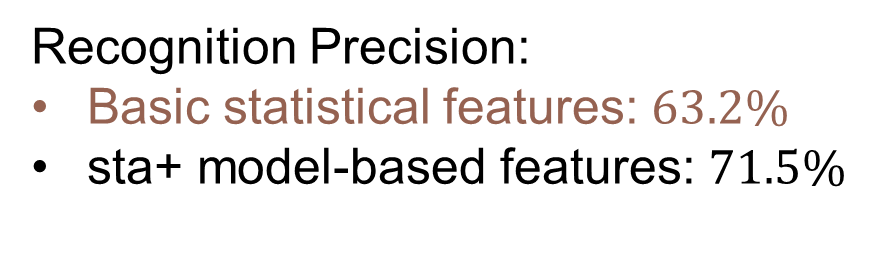 Recognition Precision:
• Basic statistical features: 63.2%
• sta+ model-based features: 71.5%